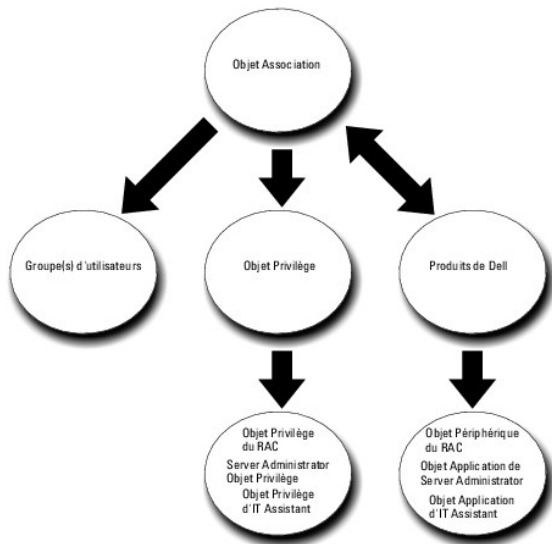 Objet Association
Groupe(s) d'utilisateurs
Objet Privilège
Produits de Dell
Objet Privilège
du RAC
Server Administrator
Objet Privilège
Objet Privilège
d'IT Assistant
Objet Périphérique
du RAC
Objet Application de
Server Administrator
Objet Application
d'IT Assistant